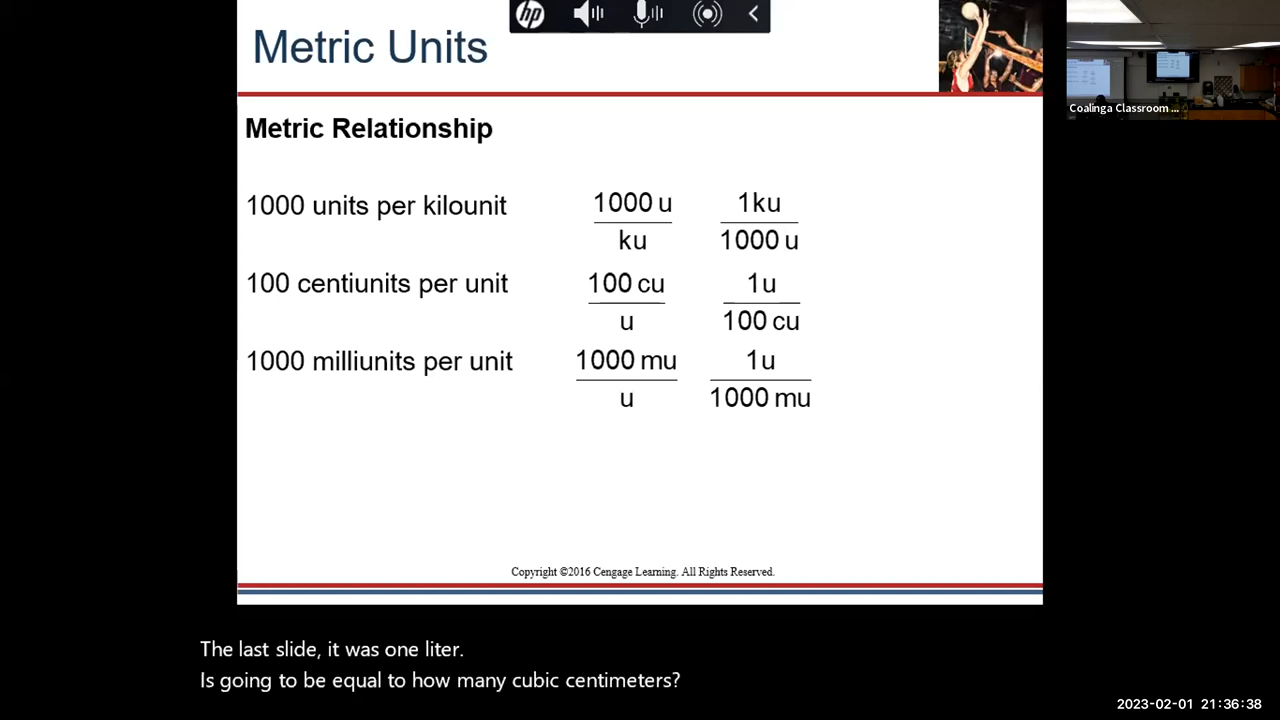 hp
Metric Units
Coalinga Classroom ...
Metric Relationship
1000 units per kilounit
1000 u
ku
1ku
1000 u
100 centiunits per unit
100 cu
u
1u
100 cu
1000 milliunits per unit
1000 mu
u
1u
1000 mu
Copyright ©2016 Cengage Learning. All Rights Reserved.
The last slide, it was one liter.
Is going to be equal to how many cubic centimeters?
2023-02-01 21:36:38